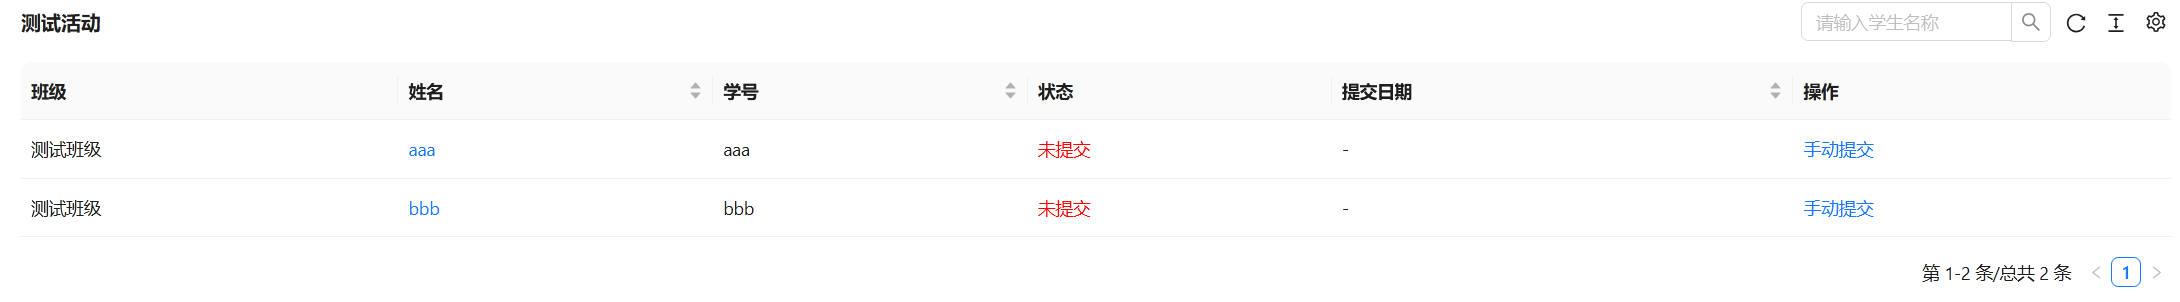 测试活动 请输入学生名称
班级 姓名 学号 状态 提交日期 操作
测试班级 aaa aaa 未提交 - 手动提交
测试班级 bbb bbb 未提交 - 手动提交
第 1-2 条/总共 2 条 1